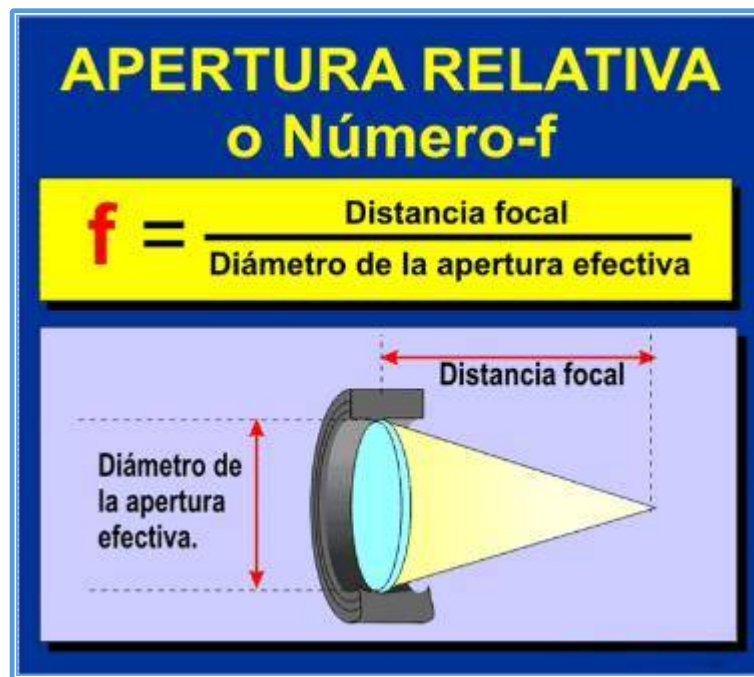 APERTURA RELATIVA
o Número-f
f = Distancia focal
Diámetro de la apertura efectiva
Distancia focal
Diámetro de
la apertura
efectiva.